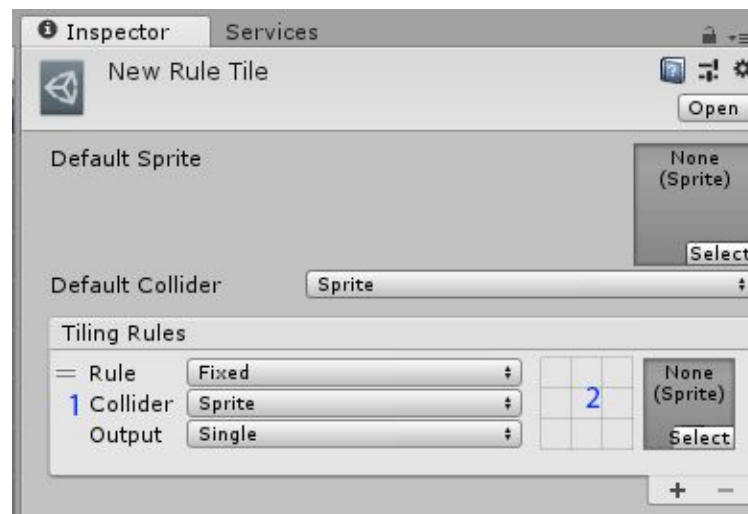 Inspector Services
New Rule Tile
Open
Default Sprite
None
(Sprite)
Select
Default Collider Sprite
Tiling Rules
Rule Fixed
1 Collider Sprite
Output Single
2
None
(Sprite)
Select
+ −